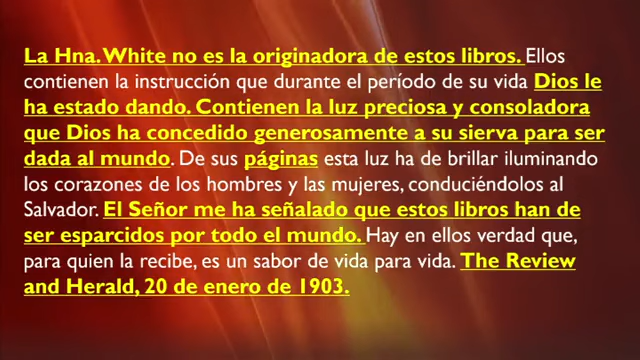 La Hna. White no es la originadora de estos libros. Ellos
contienen la instrucción que durante el período de su vida Dios le
ha estado dando. Contienen la luz preciosa y consoladora
que Dios ha concedido generosamente a su sierva para ser
dada al mundo. De sus páginas esta luz ha de brillar iluminando
los corazones de los hombres y las mujeres, conduciéndolos al
Salvador. El Señor me ha señalado que estos libros han de
ser esparcidos por todo el mundo. Hay en ellos verdad que,
para quien la recibe, es un sabor de vida para vida. The Review
and Herald, 20 de enero de 1903.